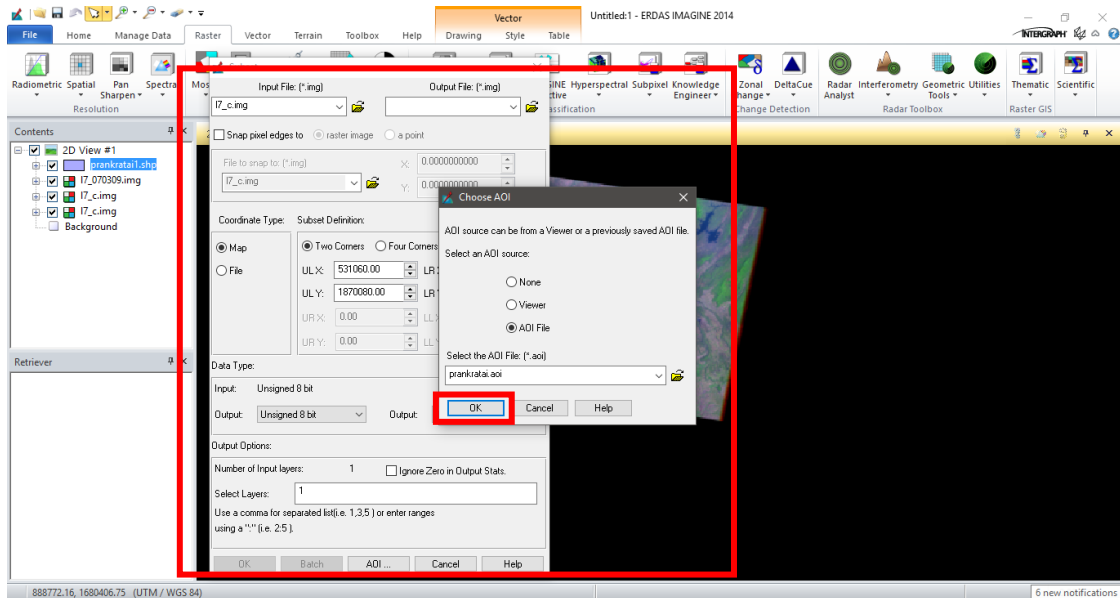 Vector
Untitled:1 - ERDAS IMAGINE 2014
File Home Manage Data Raster Vector Terrain Toolbox Help Drawing Style Table
INTERGRAPH
Radiometric Spatial Pan Sharpen Spectral Hyperspectral Subpixel Knowledge Engineer Zonal DeltaCue Radar Analyst Interferometry Geometric Tools Utilities Thematic Scientific
Resolution
Change Detection
Radar Toolbox
Raster GIS
Contents
2D View #1
prankratai1.shp
l7_070309.img
l7_c.img
l7_c.img
Background
Retriever
Input File: (*.img) Output File: (*.img)
l7_c.img
Snap pixel edges to raster image a point
File to snap to: (*.img) X: 0.0000000000
l7_c.img Y: 0.0000000000
Coordinate Type: Subset Definition:
Map Two Corners Four Corners
File UL X: 531060.00
UL Y: 1870080.00
UR X: 0.00
UR Y: 0.00
Data Type:
Input: Unsigned 8 bit
Output: Unsigned 8 bit Output:
Output Options:
Number of Input layers: 1 Ignore Zero in Output Stats.
Select Layers: 1
Use a comma for separated list(i.e. 1,3,5 ) or enter ranges
using a ":" (i.e. 2:5 ).
OK Batch AOI ... Cancel Help
Choose AOI
AOI source can be from a Viewer or a previously saved AOI file.
Select an AOI source:
None
Viewer
AOI File
Select the AOI File: (*.aoi)
prankratai.aoi
OK Cancel Help
888772.16, 1680406.75 (UTM / WGS 84)
6 new notifications